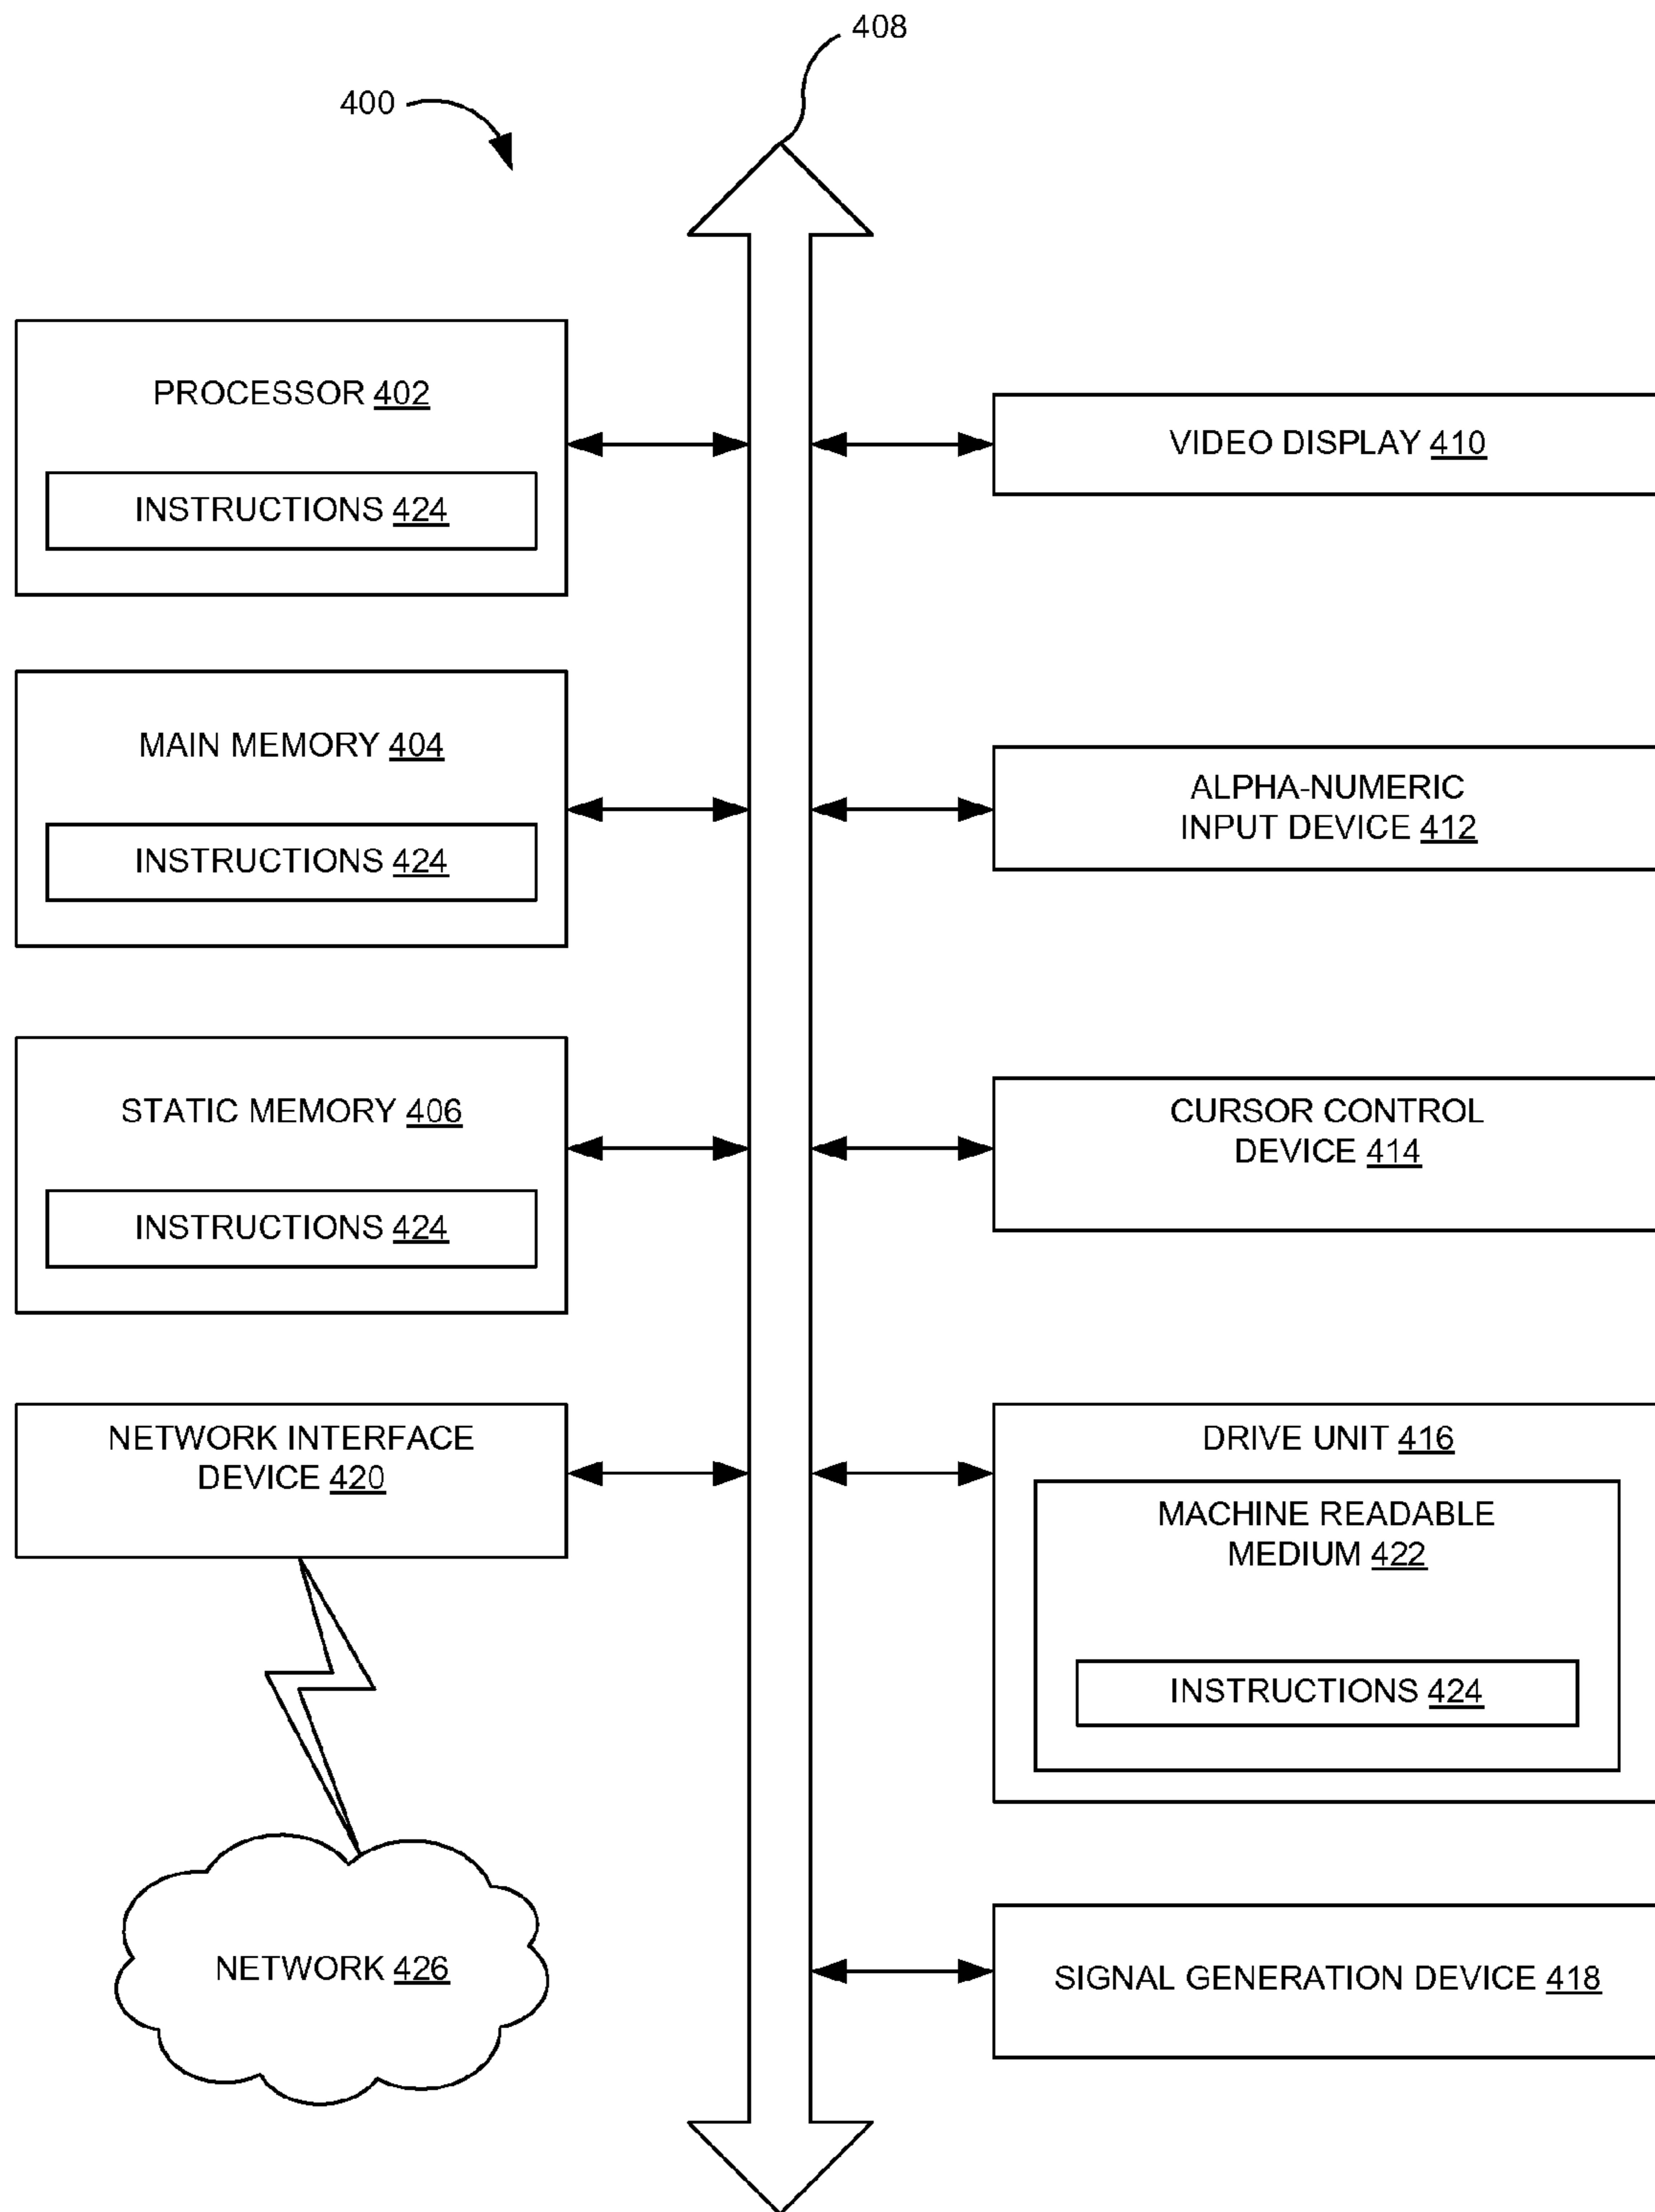 408
400
PROCESSOR 402
INSTRUCTIONS 424
MAIN MEMORY 404
INSTRUCTIONS 424
STATIC MEMORY 406
INSTRUCTIONS 424
NETWORK INTERFACE
DEVICE 420
NETWORK 426
VIDEO DISPLAY 410
ALPHA-NUMERIC
INPUT DEVICE 412
CURSOR CONTROL
DEVICE 414
DRIVE UNIT 416
MACHINE READABLE
MEDIUM 422
INSTRUCTIONS 424
SIGNAL GENERATION DEVICE 418